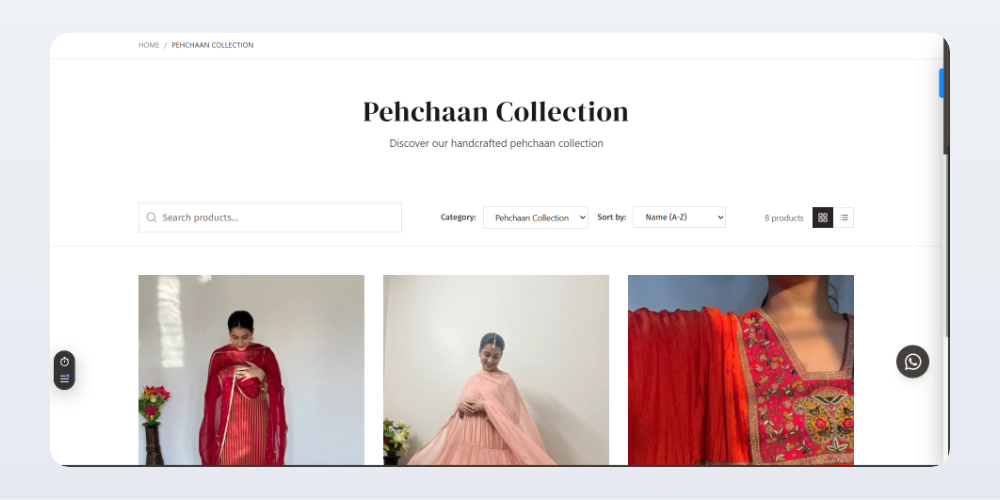 HOME / PEHCHAAN COLLECTION
Pehchaan Collection
Discover our handcrafted pehchaan collection
Search products...
Category: Pehchaan Collection Sort by: Name (A-Z) 8 products